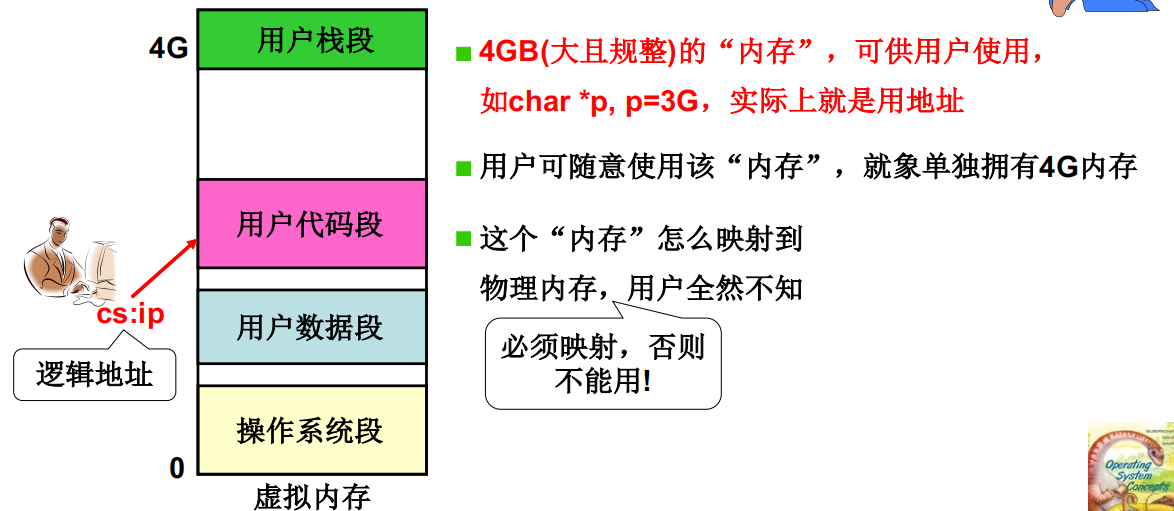 4G
用户栈段
用户代码段
cs:ip
逻辑地址
用户数据段
操作系统段
0
虚拟内存
4GB(大且规整)的“内存”，可供用户使用，
如char *p, p=3G，实际上就是用地址
用户可随意使用该“内存”，就象单独拥有4G内存
这个“内存”怎么映射到
物理内存，用户全然不知
必须映射，否则
不能用!
Operating
System
Concepts